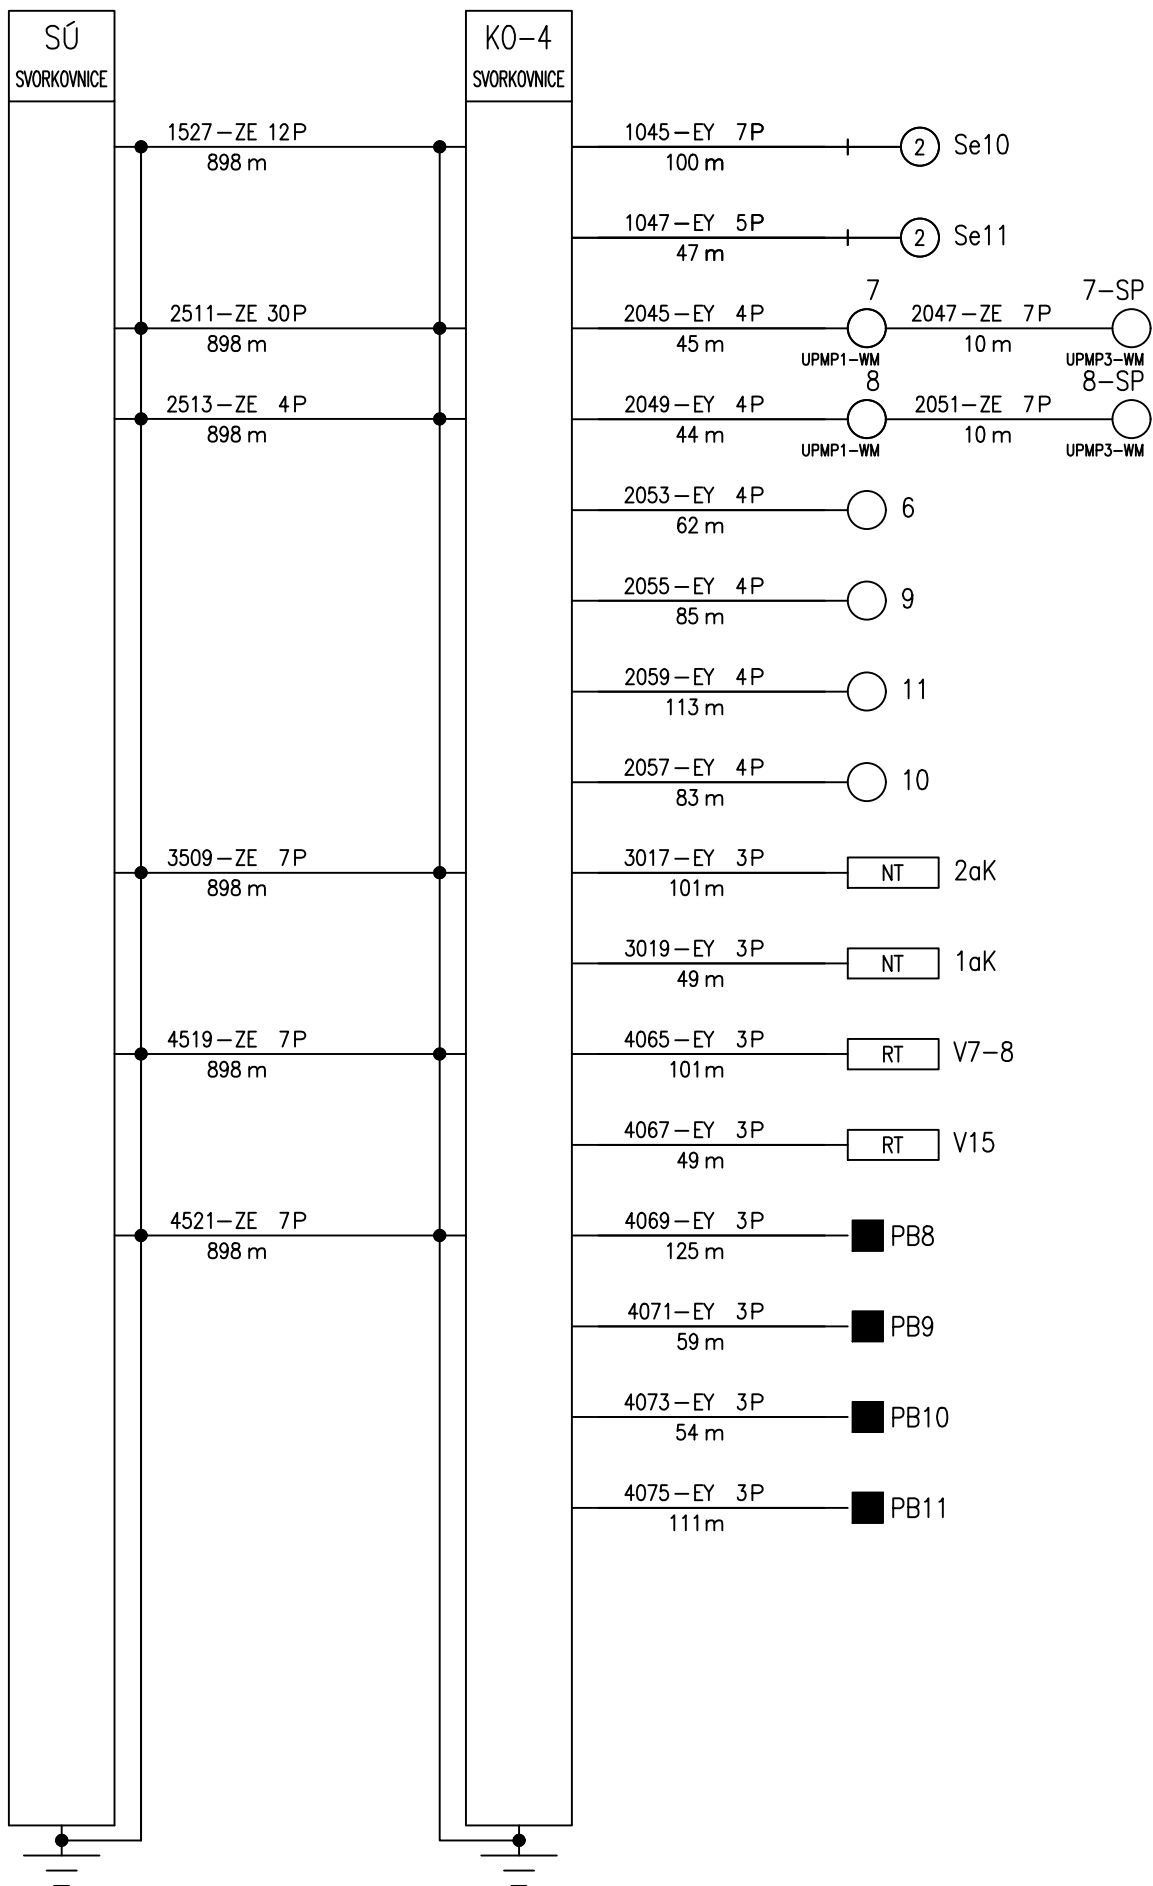 SÚ
SVORKOVNICE
KO-4
SVORKOVNICE
1527-ZE 12P
898 m
1045-EY 7P
100 m
2 Se10
1047-EY 5P
47 m
2 Se11
2511-ZE 30P
898 m
2045-EY 4P
45 m
7
UPMP1-WM
2047-ZE 7P
10 m
7-SP
UPMP3-WM
2513-ZE 4P
898 m
2049-EY 4P
44 m
8
UPMP1-WM
2051-ZE 7P
10 m
8-SP
UPMP3-WM
2053-EY 4P
62 m
6
2055-EY 4P
85 m
9
2059-EY 4P
113 m
11
2057-EY 4P
83 m
10
3509-ZE 7P
898 m
3017-EY 3P
101 m
NT 2aK
3019-EY 3P
49 m
NT 1aK
4519-ZE 7P
898 m
4065-EY 3P
101 m
RT V7-8
4067-EY 3P
49 m
RT V15
4521-ZE 7P
898 m
4069-EY 3P
125 m
PB8
4071-EY 3P
59 m
PB9
4073-EY 3P
54 m
PB10
4075-EY 3P
111 m
PB11